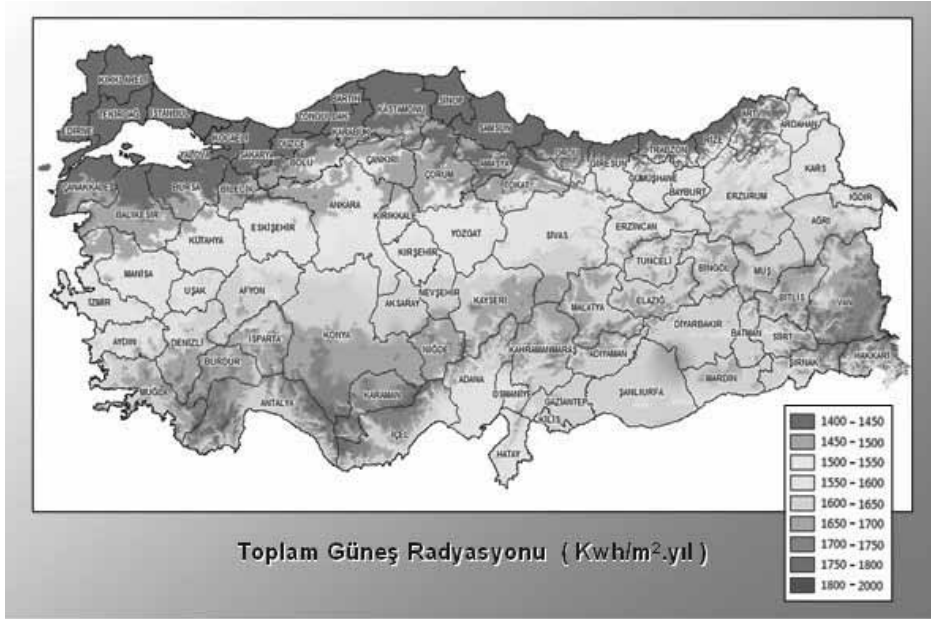 KIRKLARELİ
EDİRNE
TEKİRDAĞ
İSTANBUL
KOCAELİ
YALOVA
SAKARYA
DÜZCE
BOLU
ZONGULDAK
BARTIN
KARABÜK
KASTAMONU
SİNOP
SAMSUN
ÇANKIRI
ÇORUM
AMASYA
TOKAT
ORDU
GİRESUN
TRABZON
RİZE
ARTVİN
ARDAHAN
KARS
IĞDIR
AĞRI
ERZURUM
BAYBURT
GÜMÜŞHANE
ERZİNCAN
SİVAS
YOZGAT
KIRIKKALE
ANKARA
ESKİŞEHİR
BİLECİK
BURSA
ÇANAKKALE
BALIKESİR
KÜTAHYA
MANİSA
İZMİR
UŞAK
AFYON
KONYA
AKSARAY
KIRŞEHİR
NEVŞEHİR
KAYSERİ
NİĞDE
MALATYA
ELAZIĞ
TUNCELİ
BİNGÖL
MUŞ
BİTLİS
VAN
HAKKARİ
ŞIRNAK
SİİRT
BATMAN
DİYARBAKIR
MARDİN
ŞANLIURFA
ADIYAMAN
KAHRAMANMARAŞ
GAZİANTEP
KİLİS
OSMANİYE
HATAY
ADANA
İÇEL
KARAMAN
ANTALYA
ISPARTA
BURDUR
DENİZLİ
AYDIN
MUĞLA
1400 - 1450
1450 - 1500
1500 - 1550
1550 - 1600
1600 - 1650
1650 - 1700
1700 - 1750
1750 - 1800
1800 - 2000
Toplam Güneş Radyasyonu ( Kwh/m².yıl )